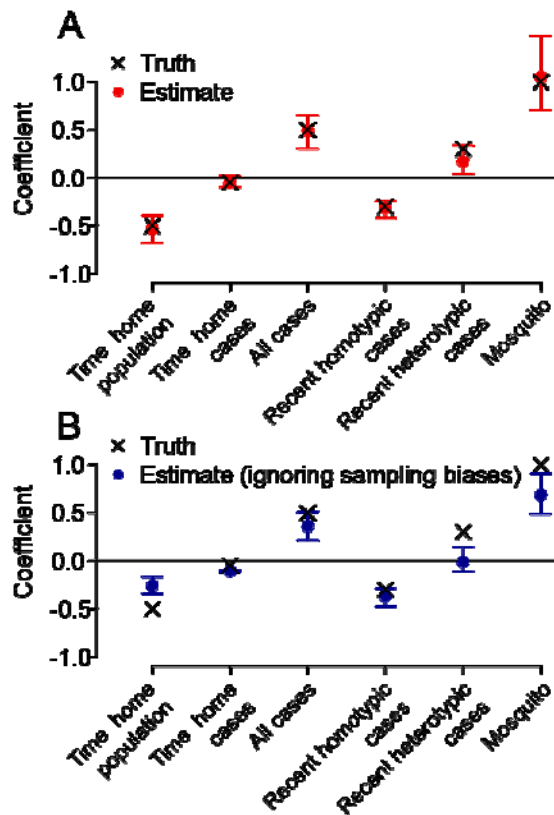 A
Truth
Estimate
Coefficient
1.0
0.5
0.0
-0.5
-1.0
Time home
population
Time home
cases
All cases
Recent homotypic
cases
Recent heterotypic
cases
Mosquito
B
Truth
Estimate (ignoring sampling biases)
Coefficient
1.0
0.5
0.0
-0.5
-1.0
Time home
population
Time home
cases
All cases
Recent homotypic
cases
Recent heterotypic
cases
Mosquito